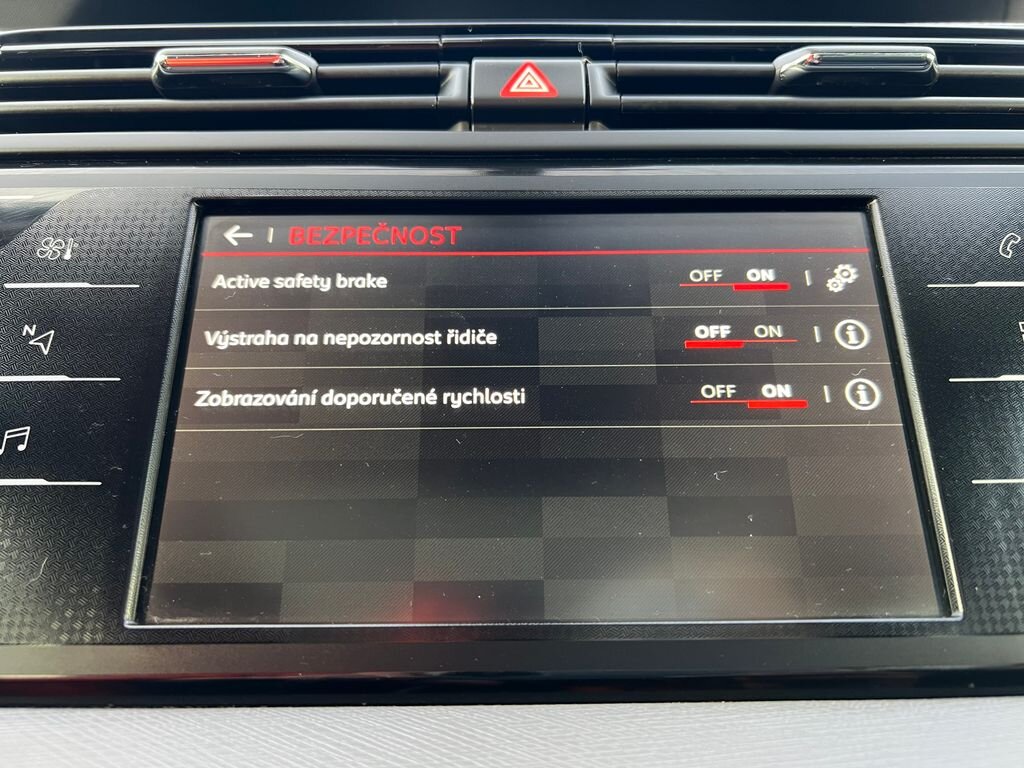 BEZPEČNOST
Active safety brake OFF ON
Výstraha na nepozornost řidiče OFF ON
N
Zobrazování doporučené rychlosti OFF ON